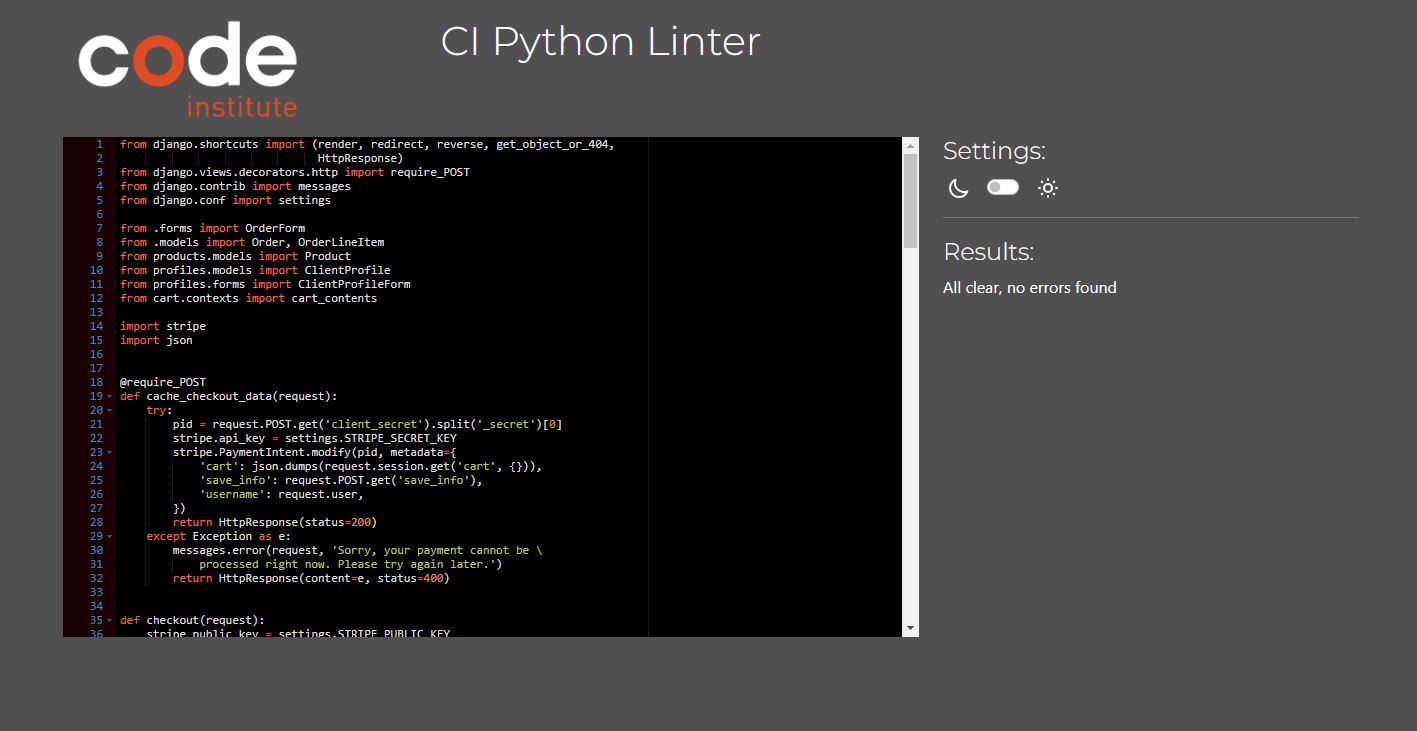 code
institute
CI Python Linter
1 from django.shortcuts import (render, redirect, reverse, get_object_or_404,
2                               HttpResponse)
3 from django.views.decorators.http import require_POST
4 from django.contrib import messages
5 from django.conf import settings
6
7 from .forms import OrderForm
8 from .models import Order, OrderLineItem
9 from products.models import Product
10 from profiles.models import ClientProfile
11 from profiles.forms import ClientProfileForm
12 from cart.contexts import cart_contents
13
14 import stripe
15 import json
16
17
18 @require_POST
19 def cache_checkout_data(request):
20     try:
21         pid = request.POST.get('client_secret').split('_secret')[0]
22         stripe.api_key = settings.STRIPE_SECRET_KEY
23         stripe.PaymentIntent.modify(pid, metadata={
24             'cart': json.dumps(request.session.get('cart', {})),
25             'save_info': request.POST.get('save_info'),
26             'username': request.user,
27         })
28         return HttpResponse(status=200)
29     except Exception as e:
30         messages.error(request, 'Sorry, your payment cannot be \
31             processed right now. Please try again later.')
32         return HttpResponse(content=e, status=400)
33
34
35 def checkout(request):
36     stripe_public_key = settings.STRIPE_PUBLIC_KEY
Settings:
Results:
All clear, no errors found